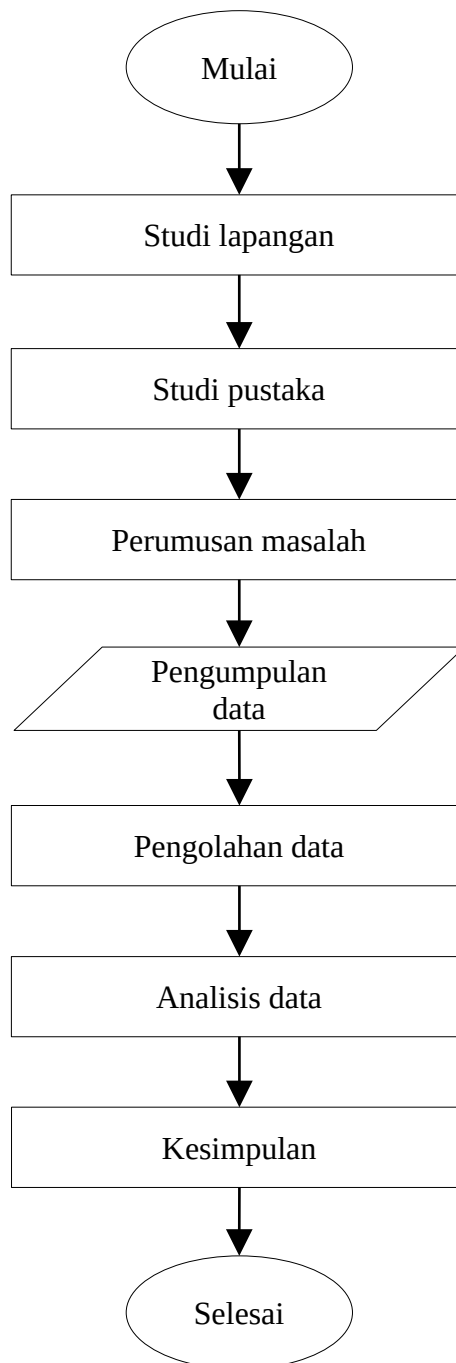 Mulai
Studi lapangan
Studi pustaka
Perumusan masalah
Pengumpulan
data
Pengolahan data
Analisis data
Kesimpulan
Selesai